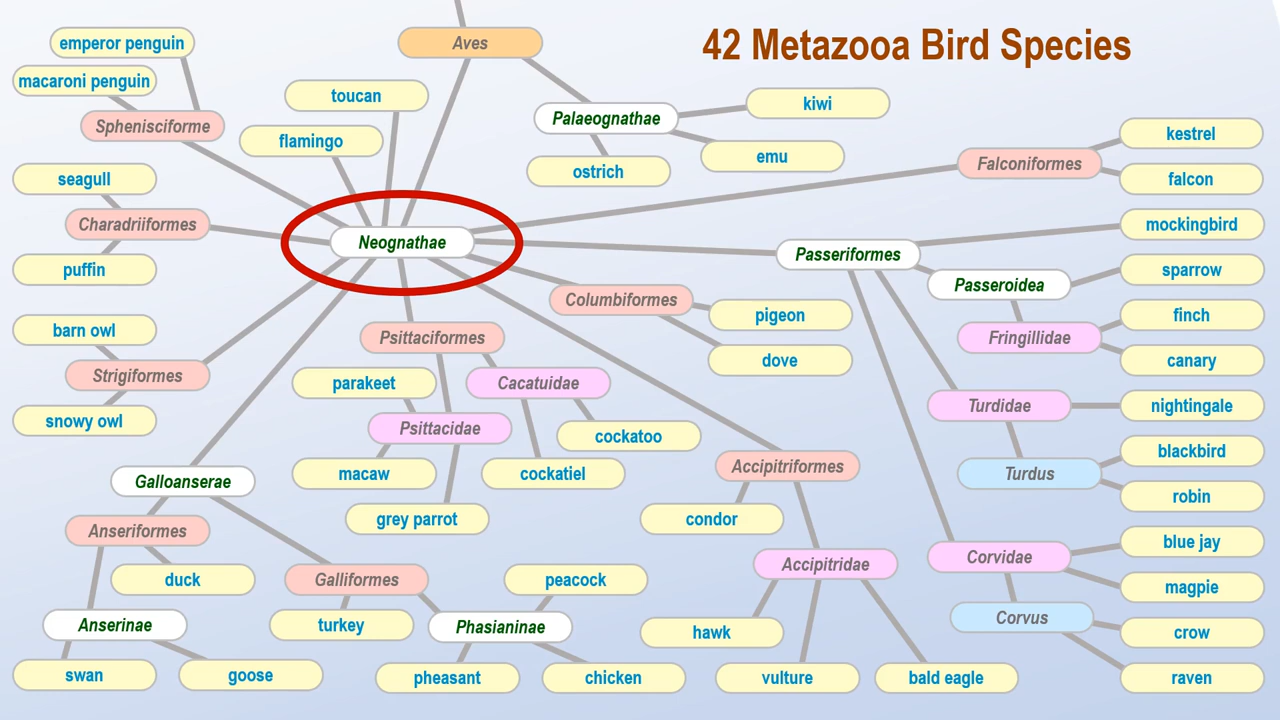 42 Metazooa Bird Species
emperor penguin
Aves
macaroni penguin
toucan
kiwi
Sphenisciforme
Palaeognathae
kestrel
flamingo
emu
Falconiformes
ostrich
seagull
falcon
Charadriiformes
mockingbird
Neognathae
Passeriformes
puffin
sparrow
Passeroidea
Columbiformes
pigeon
finch
barn owl
Psittaciformes
Fringillidae
dove
canary
Strigiformes
parakeet
Cacatuidae
Turdidae
nightingale
snowy owl
Psittacidae
cockatoo
blackbird
Accipitriformes
macaw
cockatiel
Turdus
Galloanserae
robin
grey parrot
condor
Anseriformes
blue jay
Corvidae
Accipitridae
duck
Galliformes
peacock
magpie
Corvus
Anserinae
turkey
Phasianinae
hawk
crow
swan
goose
pheasant
chicken
vulture
bald eagle
raven